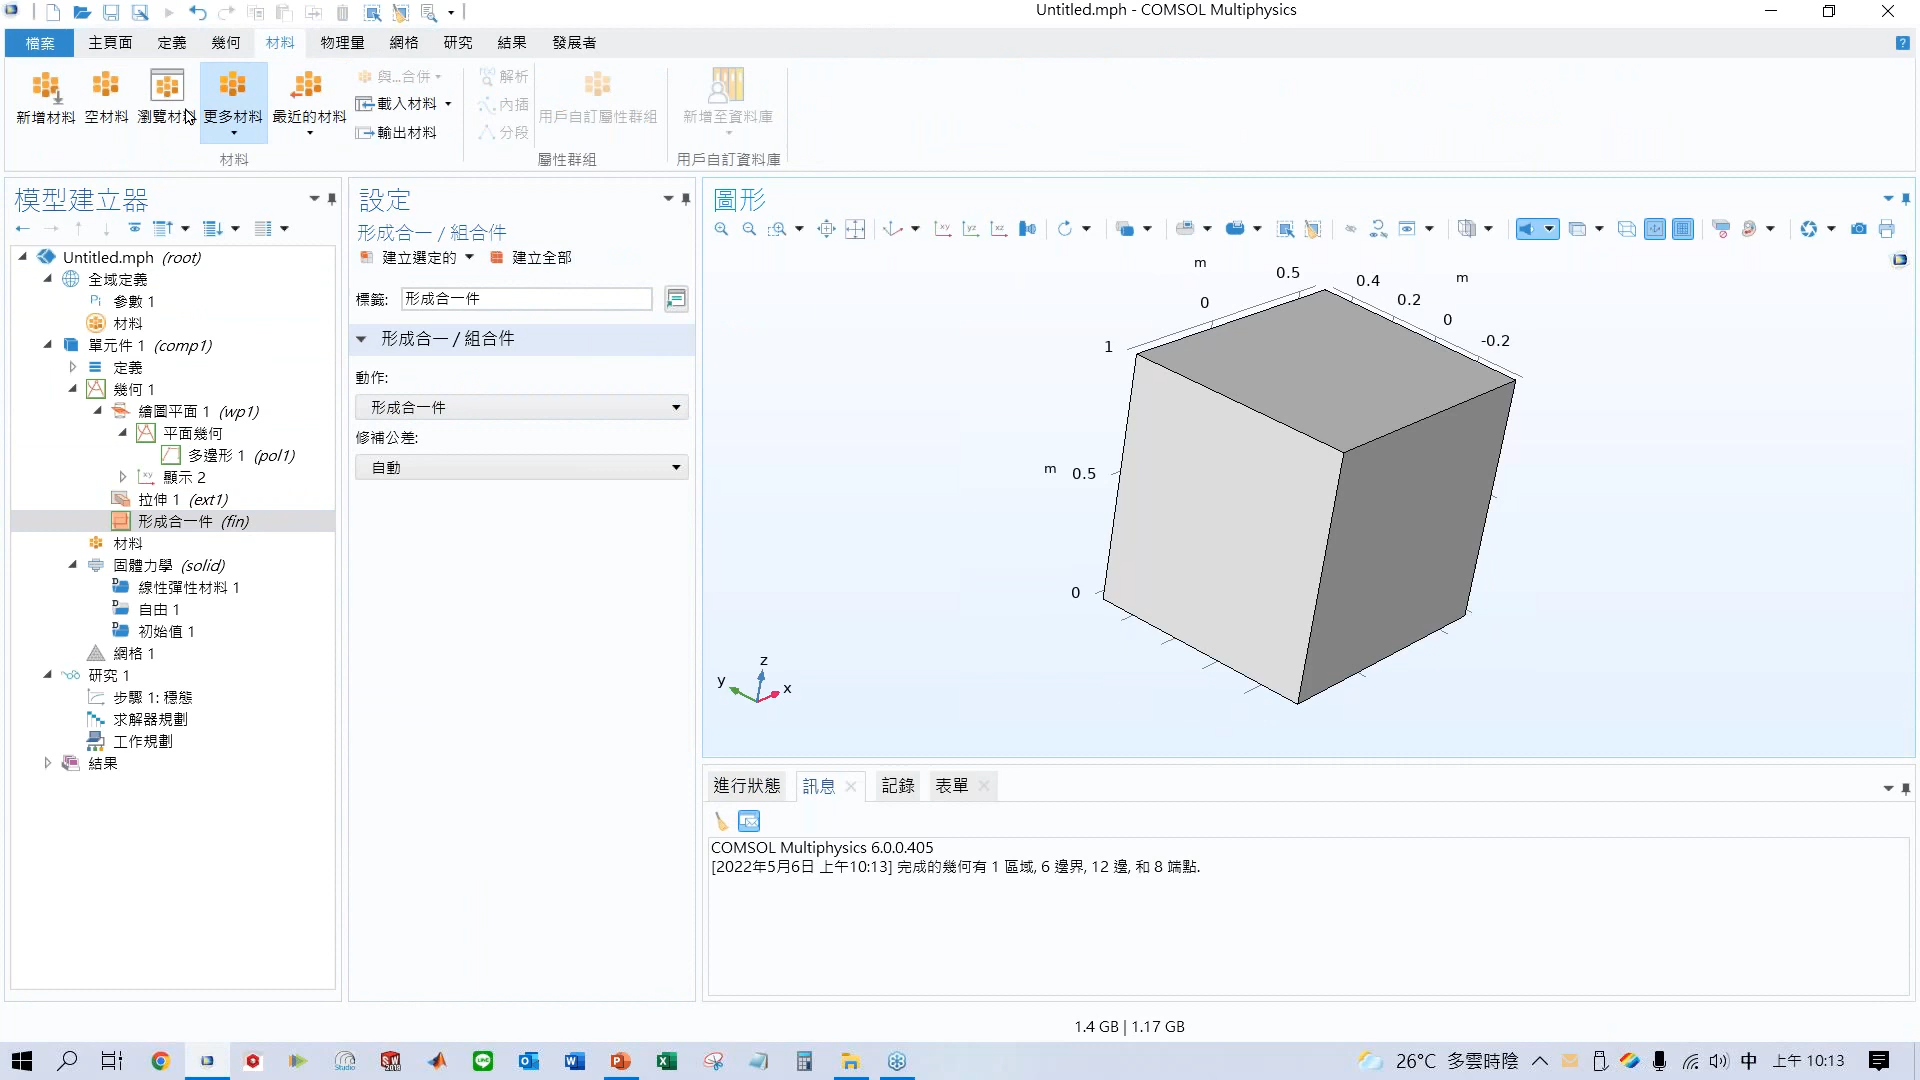 Untitled.mph - COMSOL Multiphysics
檔案 主頁面 定義 幾何 材料 物理量 網格 研究 結果 發展者
新增材料 空材料 瀏覽材料 更多材料 最近的材料
與...合併
載入材料
輸出材料
材料
解析
內插
分段
用戶自訂屬性群組
屬性群組
新增至資料庫
用戶自訂資料庫
模型建立器
Untitled.mph (root)
全域定義
Pi 參數 1
材料
單元件 1 (comp1)
定義
幾何 1
繪圖平面 1 (wp1)
平面幾何
多邊形 1 (pol1)
顯示 2
拉伸 1 (ext1)
形成合一件 (fin)
材料
固體力學 (solid)
線性彈性材料 1
自由 1
初始值 1
網格 1
研究 1
步驟 1: 穩態
求解器規劃
工作規劃
結果
設定
形成合一 / 組合件
建立選定的 建立全部
標籤: 形成合一件
形成合一 / 組合件
動作:
形成合一件
修補公差:
自動
圖形
xy yz xz
m 0.5 0.4 m
0 0.2
1 0
-0.2
m 0.5
0
z
y x
進行狀態 訊息 記錄 表單
COMSOL Multiphysics 6.0.0.405
[2022年5月6日 上午10:13] 完成的幾何有 1 區域, 6 邊界, 12 邊, 和 8 端點.
1.4 GB | 1.17 GB
26°C 多雲時陰 中 上午 10:13